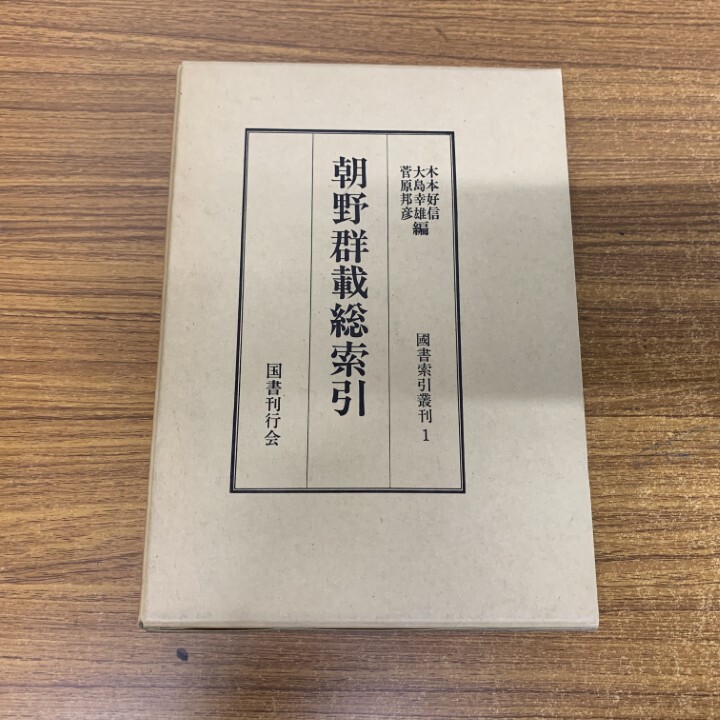 木本好信
大島幸雄編
菅原邦彦
國書索引叢刊1
朝野群載総索引
国書刊行会